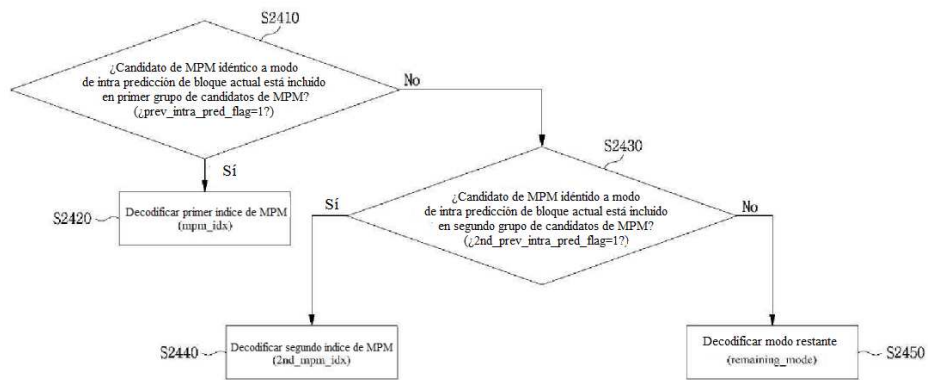 S2410
¿Candidato de MPM idéntico a modo
de intra predicción de bloque actual está incluido
en primer grupo de candidatos de MPM?
(¿prev_intra_pred_flag=1?)
No
Sí
S2420
Decodificar primer indice de MPM
(mpm_idx)
S2430
¿Candidato de MPM idéntido a modo
de intra predicción de bloque actual está incluido
en segundo grupo de candidatos de MPM?
(¿2nd_prev_intra_pred_flag=1?)
Sí
No
S2440
Decodificar segundo indice de MPM
(2nd_mpm_idx)
Decodificar modo restante
(remaining_mode)
S2450